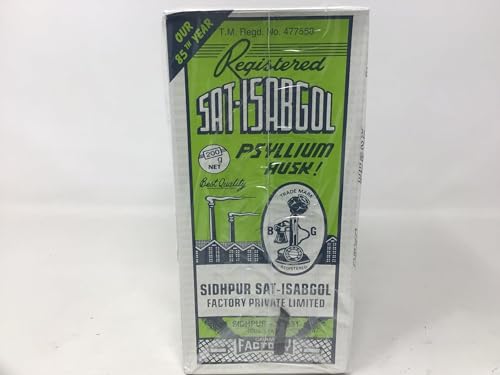 OUR
85TH YEAR
T.M. Regd. No. 477558
Registered
SAT-ISABGOL
200
g
NET
PSYLLIUM
HUSK!
Best Quality
TRADE MARK
B G
REGISTERED
SIDHPUR SAT-ISABGOL
FACTORY PRIVATE LIMITED
SIDHPUR
FACTORY